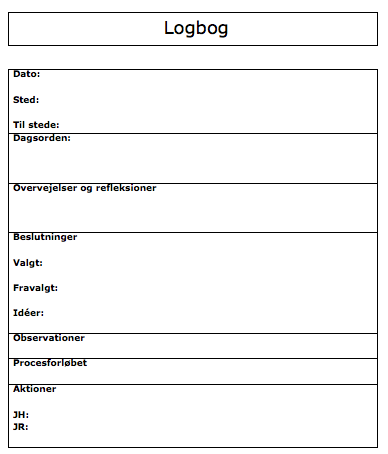 Logbog
Dato:
Sted:
Til stede:
Dagsorden:
Overvejelser og refleksioner
Beslutninger
Valgt:
Fravalgt:
Idéer:
Observationer
Procesforløbet
Aktioner
JH:
JR: